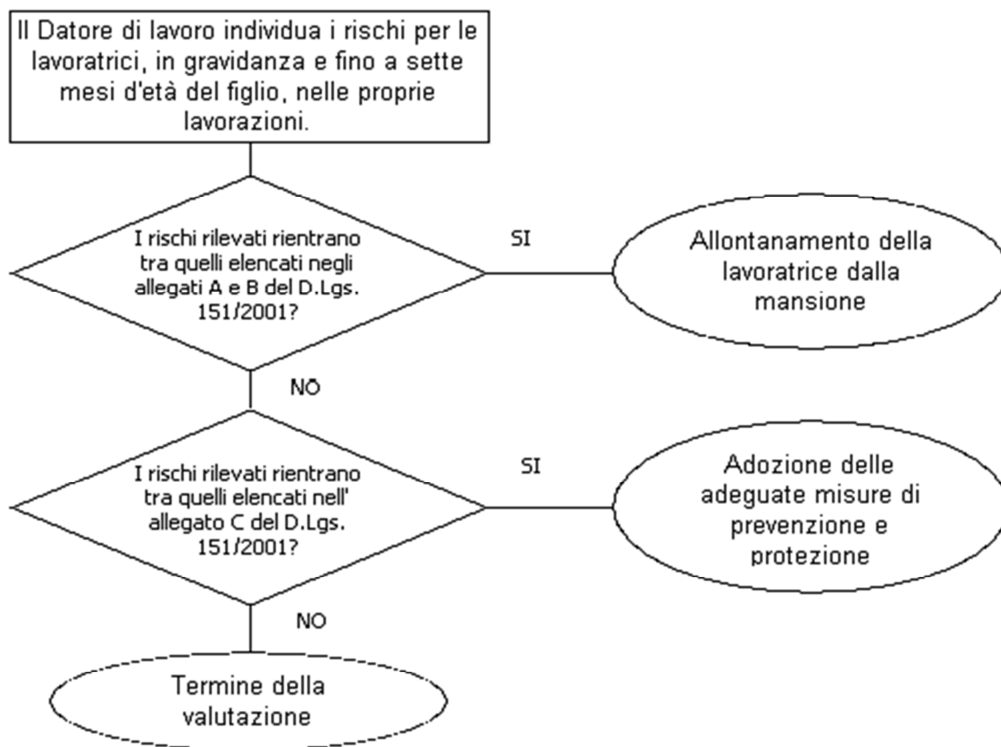 Il Datore di lavoro individua i rischi per le
lavoratrici, in gravidanza e fino a sette
mesi d'età del figlio, nelle proprie
lavorazioni.
I rischi rilevati rientrano
tra quelli elencati negli
allegati A e B del D.Lgs.
151/2001?
SI
Allontanamento della
lavoratrice dalla
mansione
NO
I rischi rilevati rientrano
tra quelli elencati nell'
allegato C del D.Lgs.
151/2001?
SI
Adozione delle
adeguate misure di
prevenzione e
protezione
NO
Termine della
valutazione